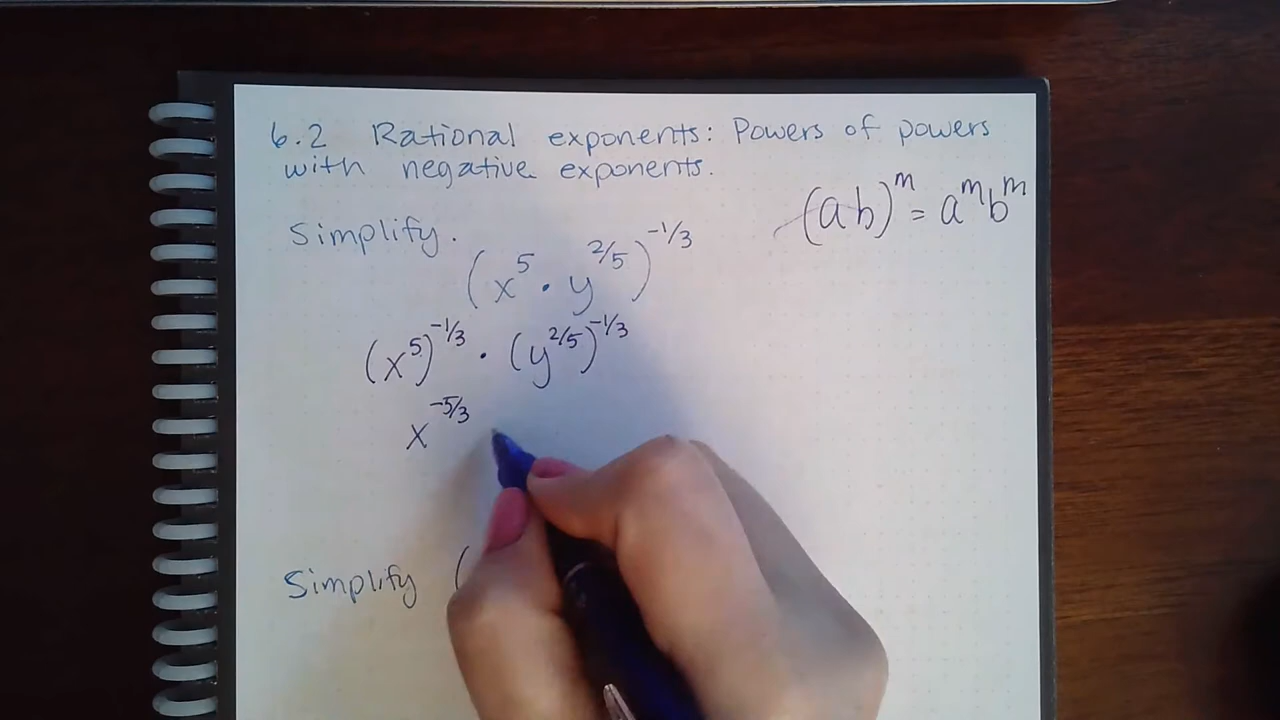 6.2 Rational exponents: Powers of powers
with negative exponents.
(ab)^m = a^m b^m
Simplify.
(x^5 · y^{2/5})^{-1/3}
(x^5)^{-1/3} · (y^{2/5})^{-1/3}
x^{-5/3}
Simplify (